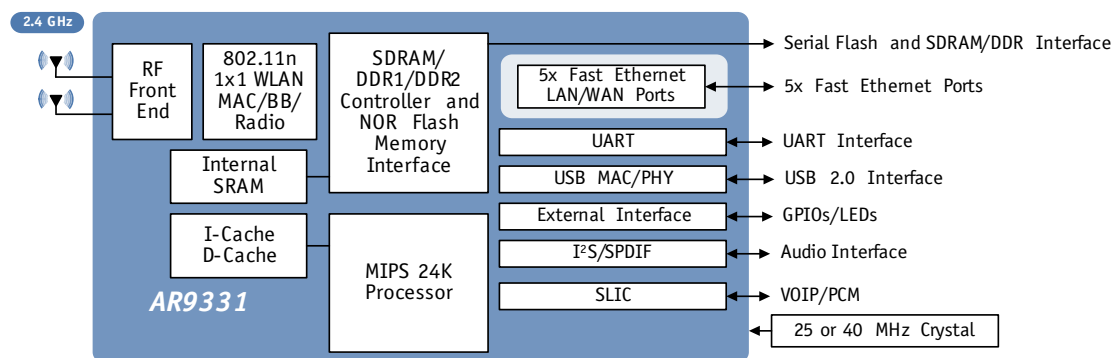 2.4 GHz
RF
Front
End
802.11n
1x1 WLAN
MAC/BB/
Radio
SDRAM/
DDR1/DDR2
Controller and
NOR Flash
Memory
Interface
Internal
SRAM
I-Cache
D-Cache
MIPS 24K
Processor
AR9331
5x Fast Ethernet
LAN/WAN Ports
UART
USB MAC/PHY
External Interface
I²S/SPDIF
SLIC
Serial Flash and SDRAM/DDR Interface
5x Fast Ethernet Ports
UART Interface
USB 2.0 Interface
GPIOs/LEDs
Audio Interface
VOIP/PCM
25 or 40 MHz Crystal